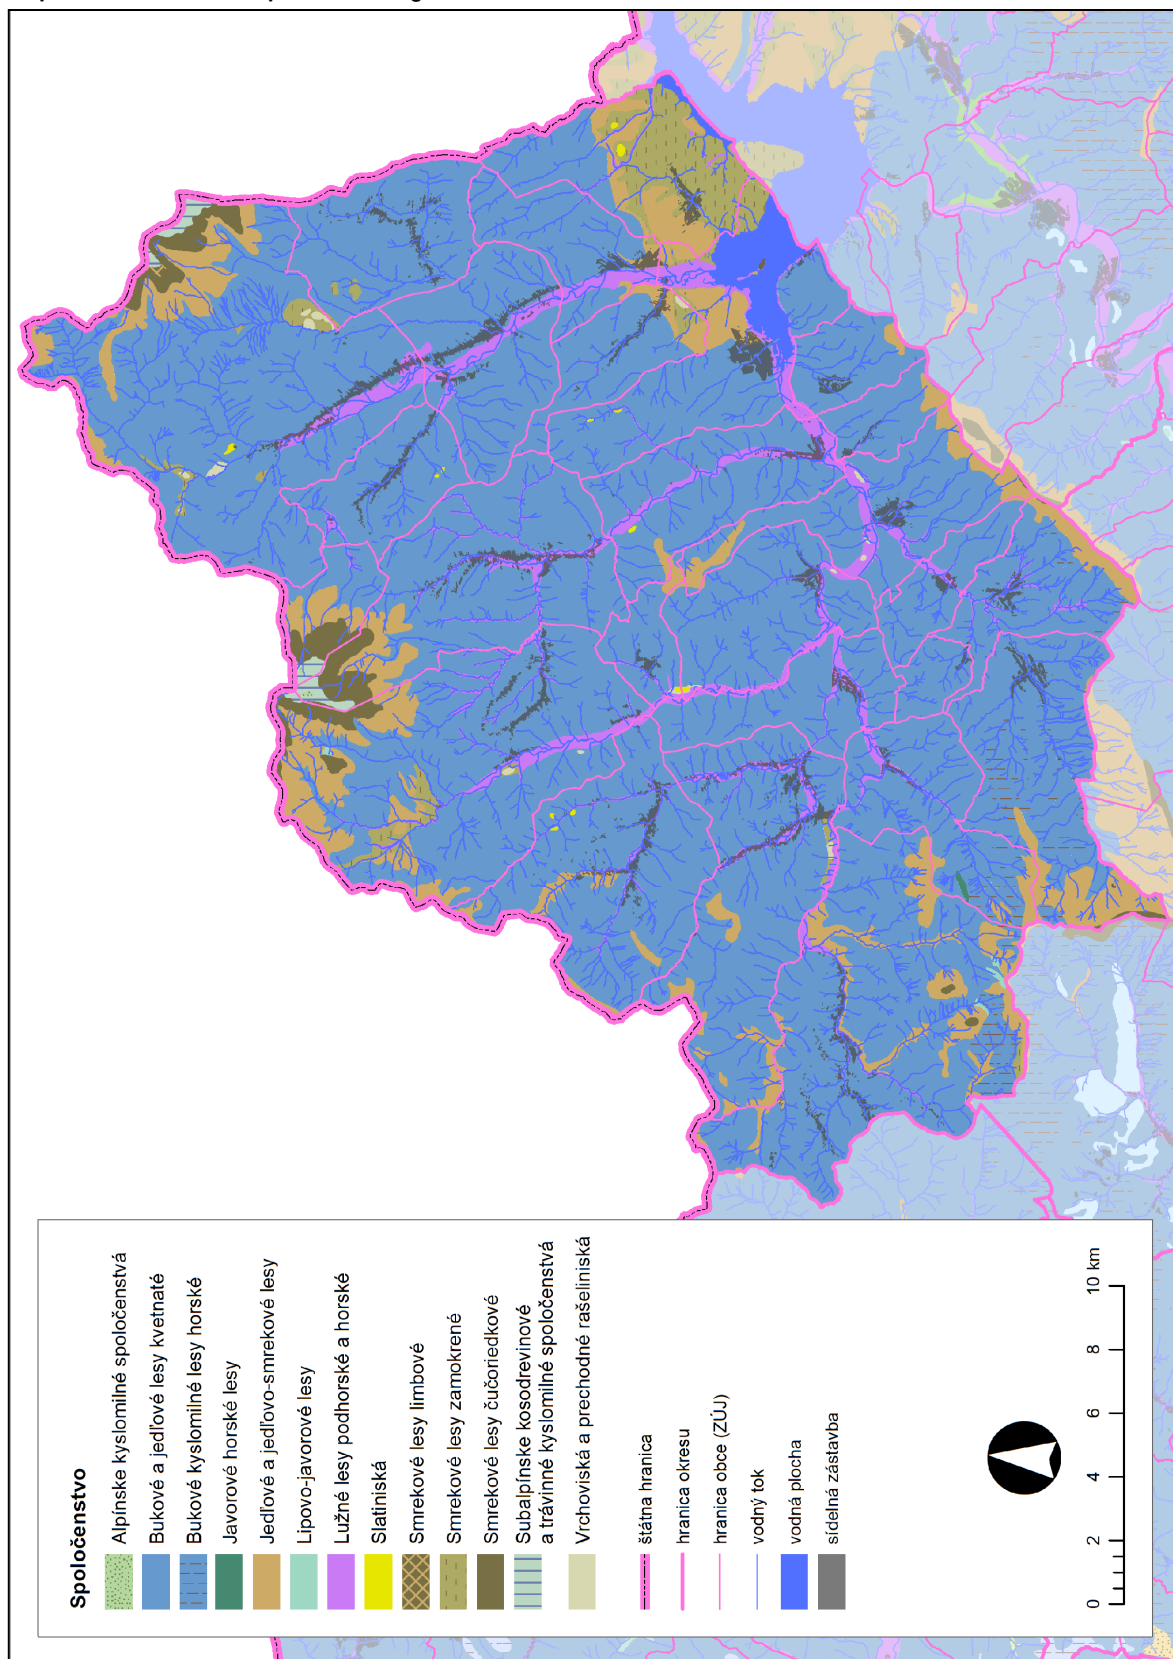 Spoločenstvo
Alpínske kyslomilné spoločenstvá
Bukové a jedľové lesy kvetnaté
Bukové kyslomilné lesy horské
Javorové horské lesy
Jedľové a jedľovo-smrekové lesy
Lipovo-javorové lesy
Lužné lesy podhorské a horské
Slatiniská
Smrekové lesy limbové
Smrekové lesy zamokrené
Smrekové lesy čučoriedkové
Subalpínske kosodrevinové
a trávinné kyslomilné spoločenstvá
Vrchoviská a prechodné rašeliniská
štátna hranica
hranica okresu
hranica obce (ZÚJ)
vodný tok
vodná plocha
sídelná zástavba
0 2 4 6 8 10 km